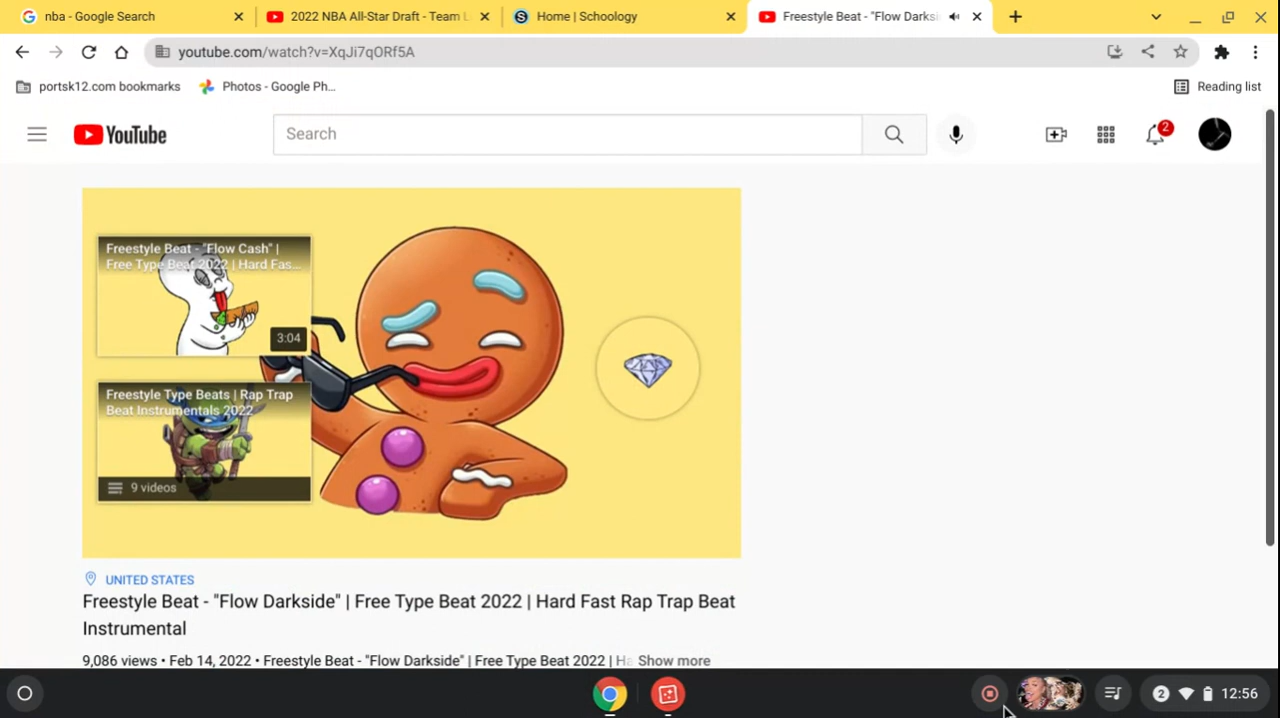 nba - Google Search
2022 NBA All-Star Draft - Team L
Home | Schoology
Freestyle Beat - "Flow Darksi
youtube.com/watch?v=XqJi7qORf5A
portsk12.com bookmarks
Photos - Google Ph...
Reading list
YouTube
Search
2
Freestyle Beat - "Flow Cash" |
Free Type Beat 2022 | Hard Fas...
3:04
Freestyle Type Beats | Rap Trap
Beat Instrumentals 2022
9 videos
UNITED STATES
Freestyle Beat - "Flow Darkside" | Free Type Beat 2022 | Hard Fast Rap Trap Beat
Instrumental
9,086 views • Feb 14, 2022 • Freestyle Beat - "Flow Darkside" | Free Type Beat 2022 | Ha Show more
2
12:56